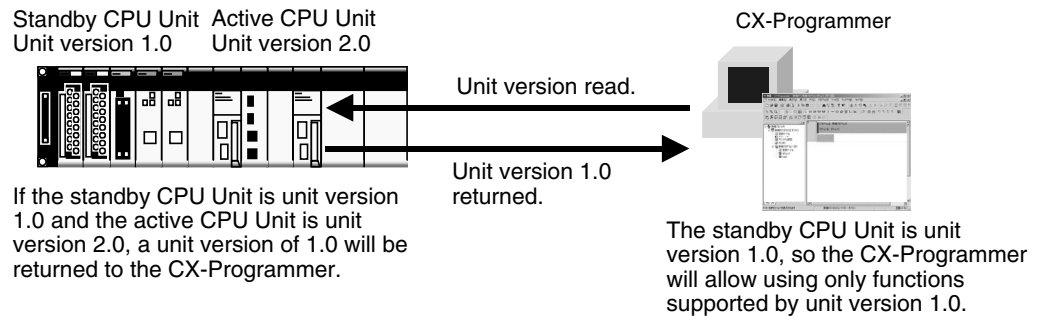 Standby CPU Unit
Unit version 1.0
Active CPU Unit
Unit version 2.0
CX-Programmer
Unit version read.
Unit version 1.0
returned.
If the standby CPU Unit is unit version
1.0 and the active CPU Unit is unit
version 2.0, a unit version of 1.0 will be
returned to the CX-Programmer.
The standby CPU Unit is unit
version 1.0, so the CX-Programmer
will allow using only functions
supported by unit version 1.0.